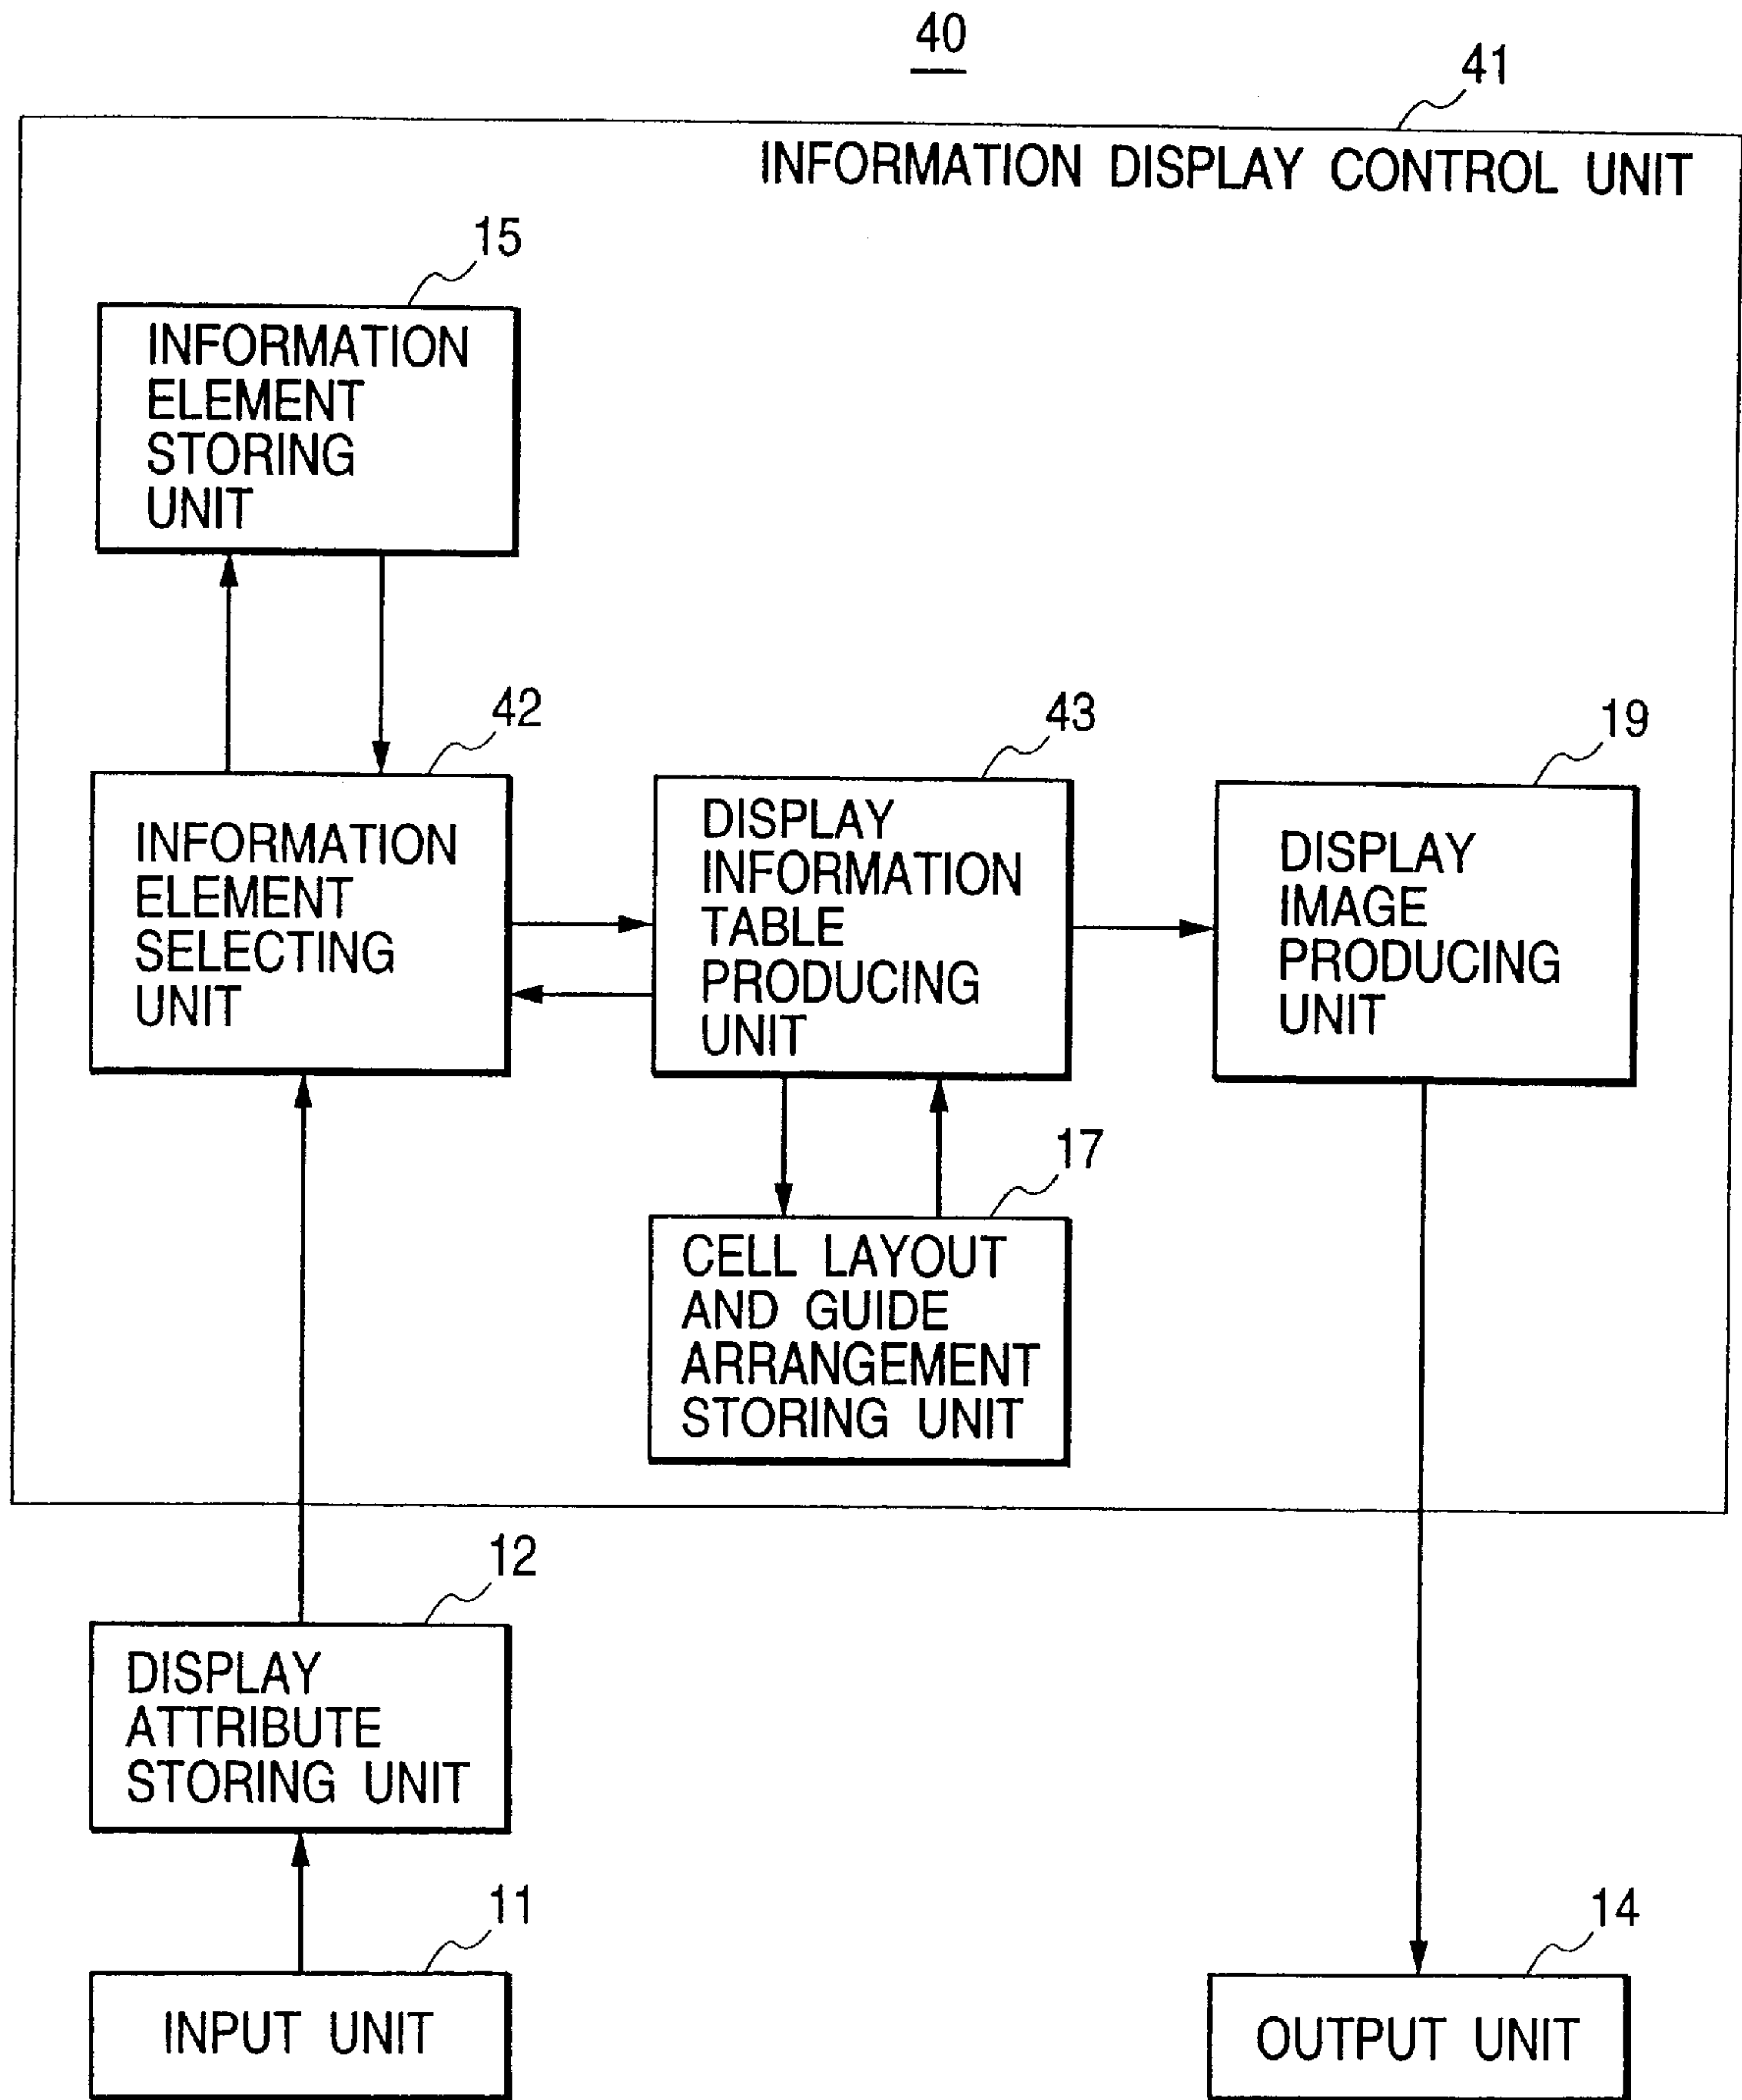 40
41
INFORMATION DISPLAY CONTROL UNIT
15
INFORMATION
ELEMENT
STORING
UNIT
42
INFORMATION
ELEMENT
SELECTING
UNIT
43
DISPLAY
INFORMATION
TABLE
PRODUCING
UNIT
19
DISPLAY
IMAGE
PRODUCING
UNIT
17
CELL LAYOUT
AND GUIDE
ARRANGEMENT
STORING UNIT
12
DISPLAY
ATTRIBUTE
STORING UNIT
11
INPUT UNIT
14
OUTPUT UNIT